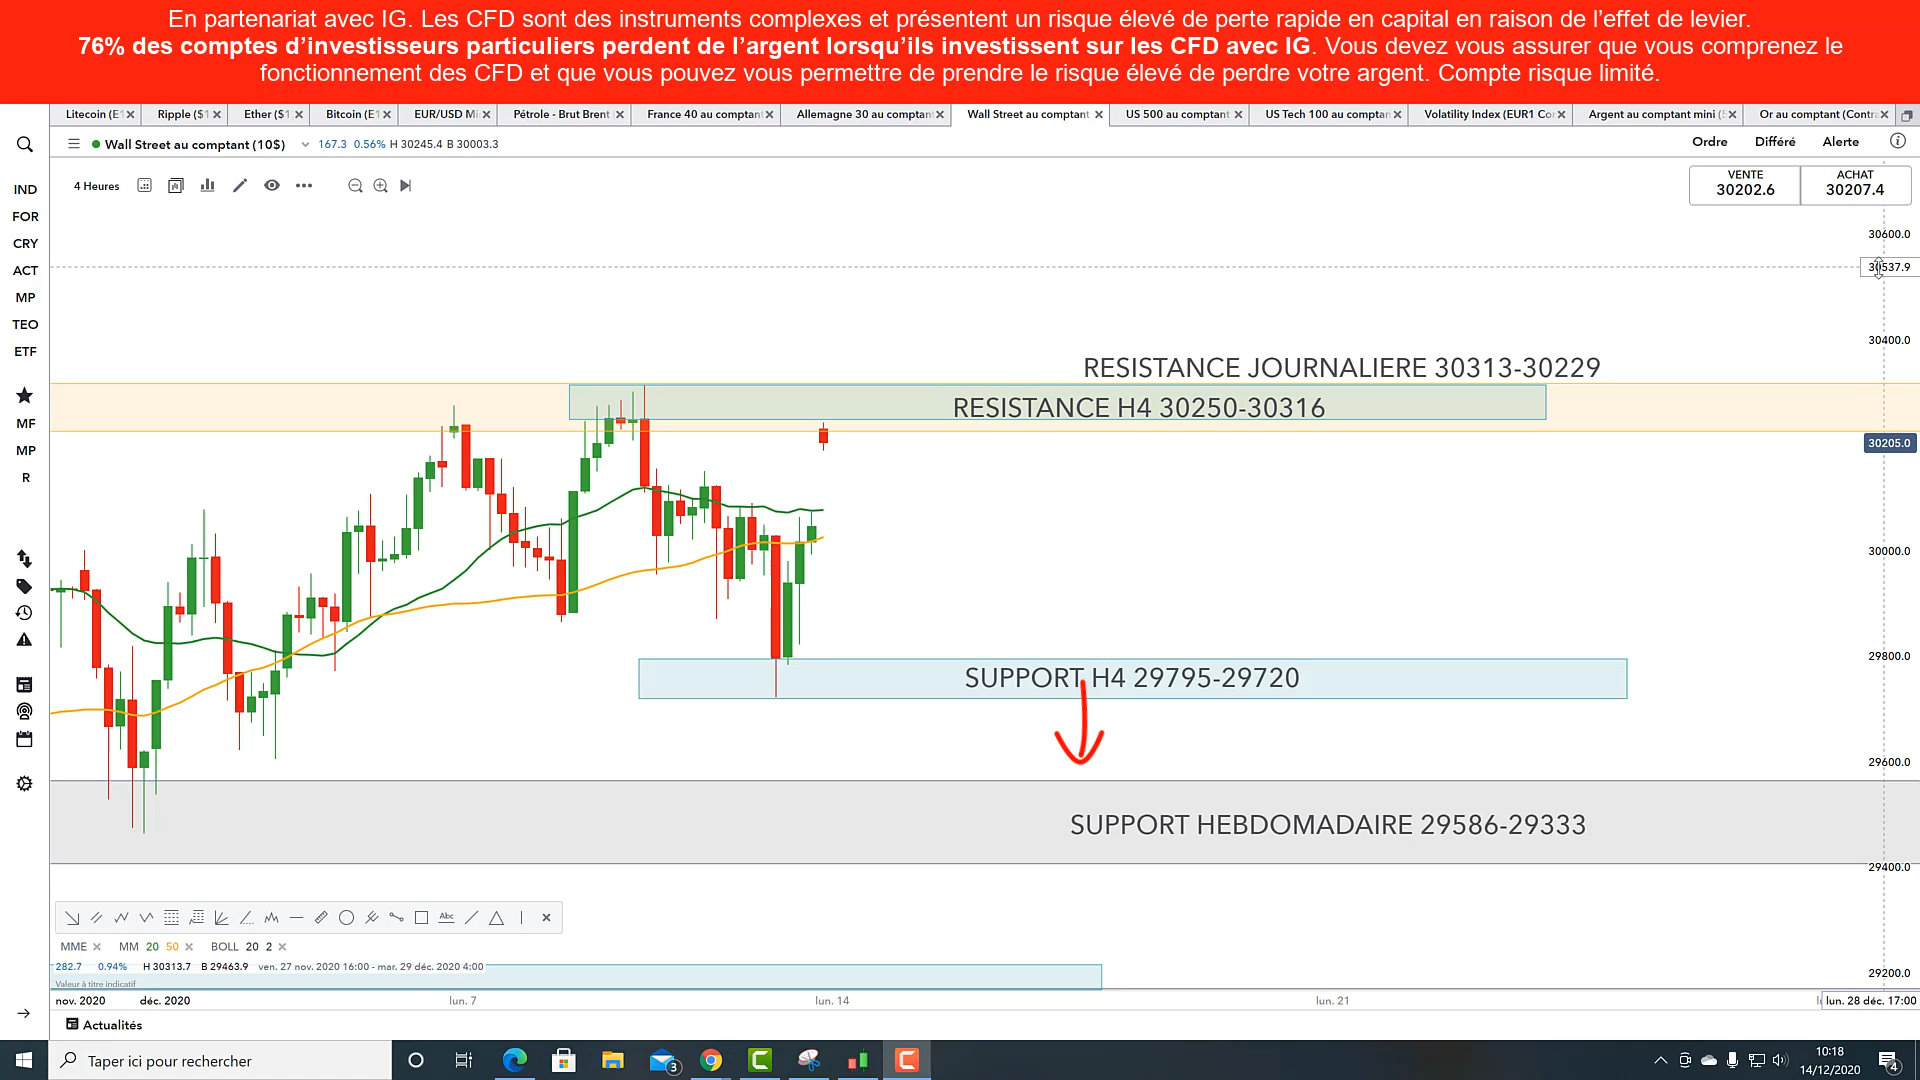 En partenariat avec IG. Les CFD sont des instruments complexes et présentent un risque élevé de perte rapide en capital en raison de l’effet de levier.
76% des comptes d’investisseurs particuliers perdent de l’argent lorsqu’ils investissent sur les CFD avec IG. Vous devez vous assurer que vous comprenez le
fonctionnement des CFD et que vous pouvez vous permettre de prendre le risque élevé de perdre votre argent. Compte risque limité.
Litecoin (E1 Ripple ($1 Ether ($1 Bitcoin (E1 EUR/USD Mi Pétrole - Brut Brent France 40 au comptant Allemagne 30 au comptant Wall Street au comptant US 500 au comptant US Tech 100 au comptan Volatility Index (EUR1 Co Argent au comptant mini (5 Or au comptant (Contra
Wall Street au comptant (10$) 167.3 0.56% H 30245.4 B 30003.3 Ordre Différé Alerte
4 Heures
VENTE ACHAT
30202.6 30207.4
IND
FOR
CRY
ACT
MP
TEO
ETF
MF
MP
R
30600.0
30537.9
30400.0
RESISTANCE JOURNALIERE 30313-30229
RESISTANCE H4 30250-30316
30205.0
30000.0
29800.0
SUPPORT H4 29795-29720
29600.0
SUPPORT HEBDOMADAIRE 29586-29333
29400.0
Abc
MME MM 20 50 BOLL 20 2
282.7 0.94% H 30313.7 B 29463.9 ven. 27 nov. 2020 16:00 - mar. 29 déc. 2020 4:00
29200.0
Valeur à titre indicatif
nov. 2020 déc. 2020 lun. 7 lun. 14 lun. 21 lun. 28 déc. 17:00
Actualités
Taper ici pour rechercher
3
10:18
14/12/2020
4